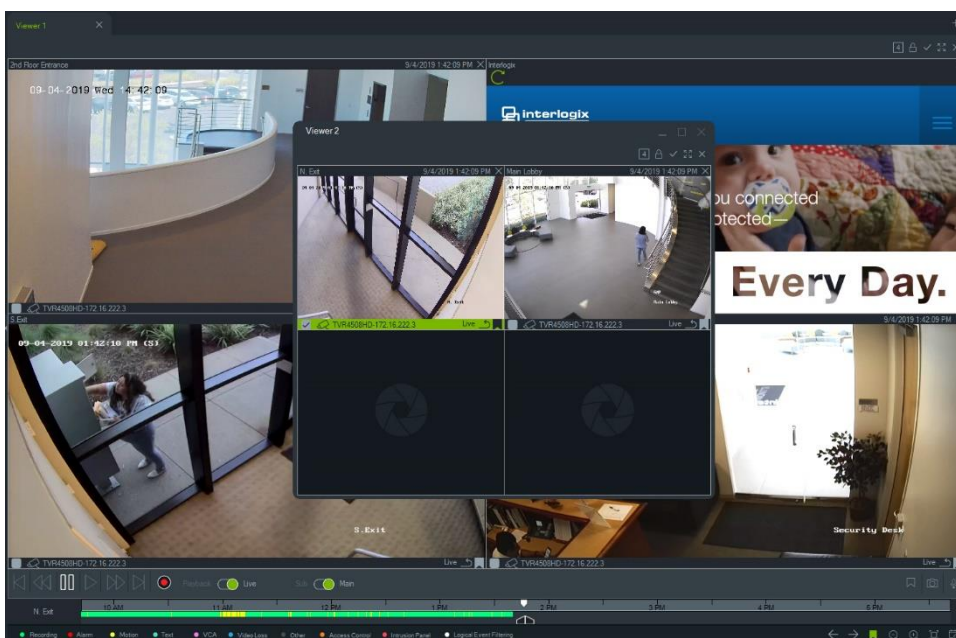 Viewer 1
2nd Floor Entrance 9/4/2019 1:42:09 PM
Interlogix
09-04-2019 Wed 14:42:09
interlogix
Viewer 2
N. Exit 9/4/2019 1:42:09 PM
Main Lobby 9/4/2019 1:42:09 PM
ou connected
otected—
Every Day.
N. Exit
Main Lobby
TVR4508HD-172.16.222.3
TVR4508HD-172.16.222.3 Live
TVR4508HD-172.16.222.3 Live
S.Exit
9/4/2019 1:42:09 PM
09-04-2019 01:42:10 PM (S)
S.Exit
Security Desk
TVR4508HD-172.16.222.3
TVR4508HD-172.16.222.3 Live
Playback Live Sub Main
N. Exit 10 AM 11 AM 12 PM 1 PM 2 PM 3 PM 4 PM 5 PM
Recording Alarm Motion Text VCA Video Loss Other Access Control Intrusion Panel Logical Event Filtering